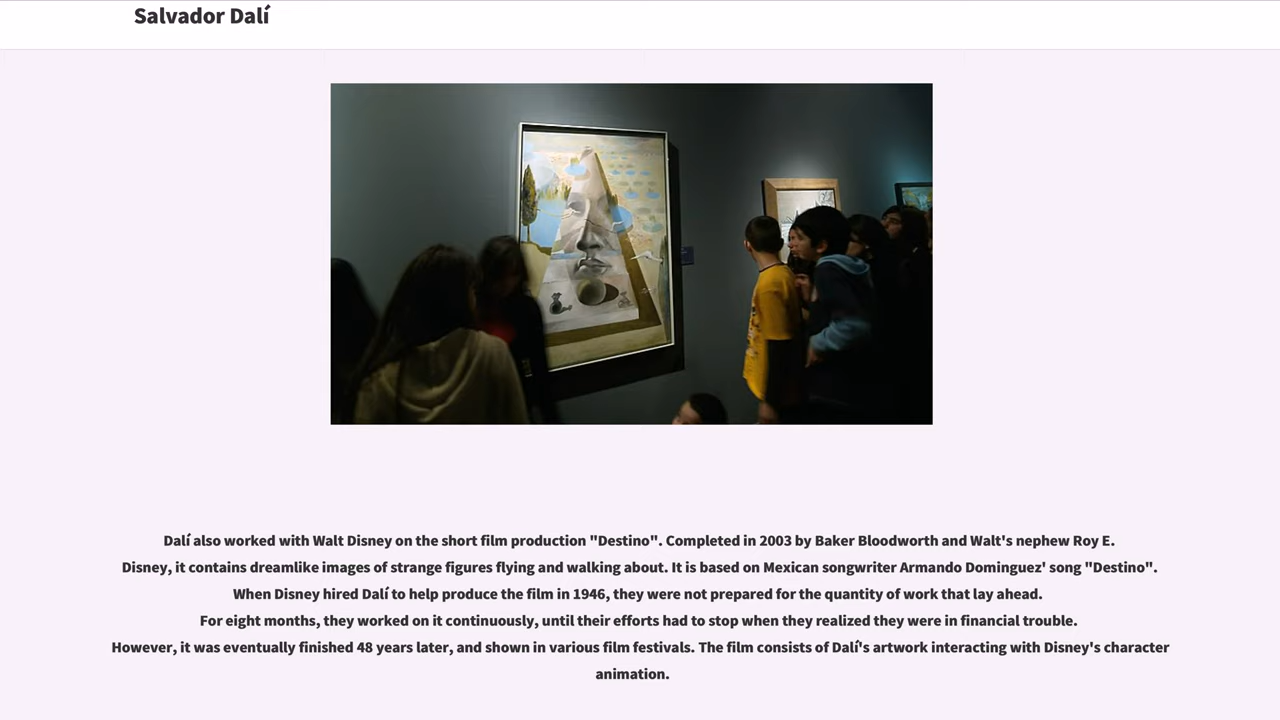 Salvador Dalí
Dalí also worked with Walt Disney on the short film production "Destino". Completed in 2003 by Baker Bloodworth and Walt's nephew Roy E.
Disney, it contains dreamlike images of strange figures flying and walking about. It is based on Mexican songwriter Armando Dominguez' song "Destino".
When Disney hired Dalí to help produce the film in 1946, they were not prepared for the quantity of work that lay ahead.
For eight months, they worked on it continuously, until their efforts had to stop when they realized they were in financial trouble.
However, it was eventually finished 48 years later, and shown in various film festivals. The film consists of Dalí's artwork interacting with Disney's character
animation.